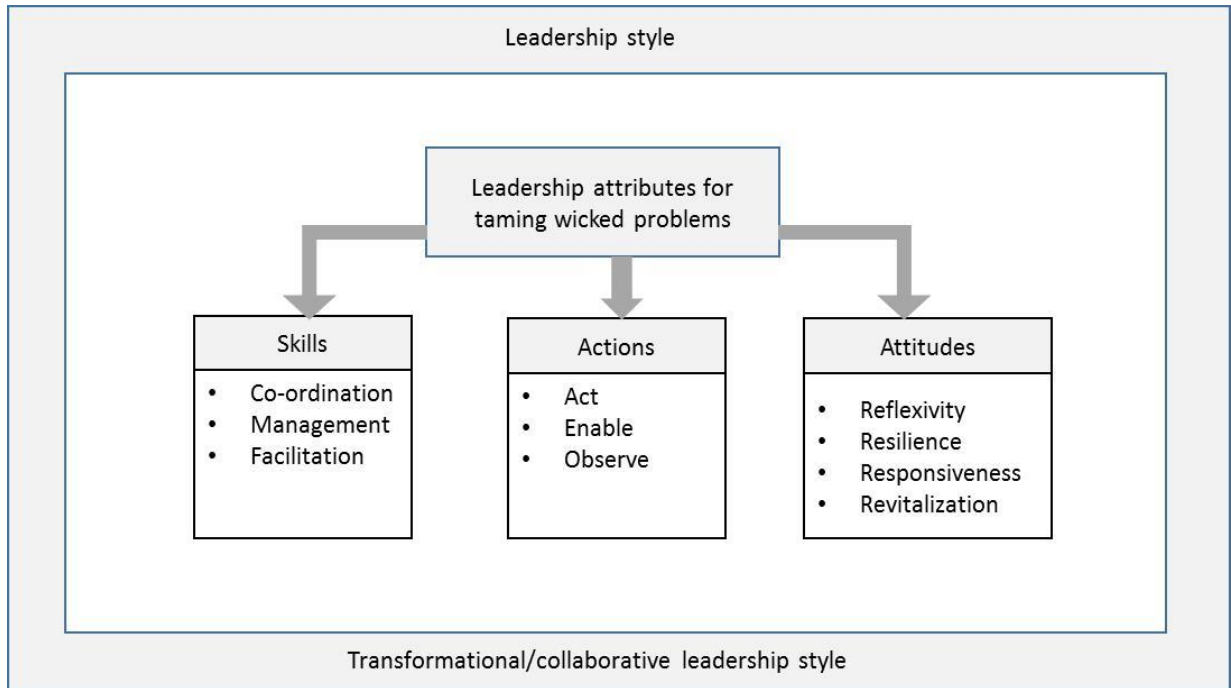 Leadership style
Leadership attributes for
taming wicked problems
Skills
• Co-ordination
• Management
• Facilitation
Actions
• Act
• Enable
• Observe
Attitudes
• Reflexivity
• Resilience
• Responsiveness
• Revitalization
Transformational/collaborative leadership style